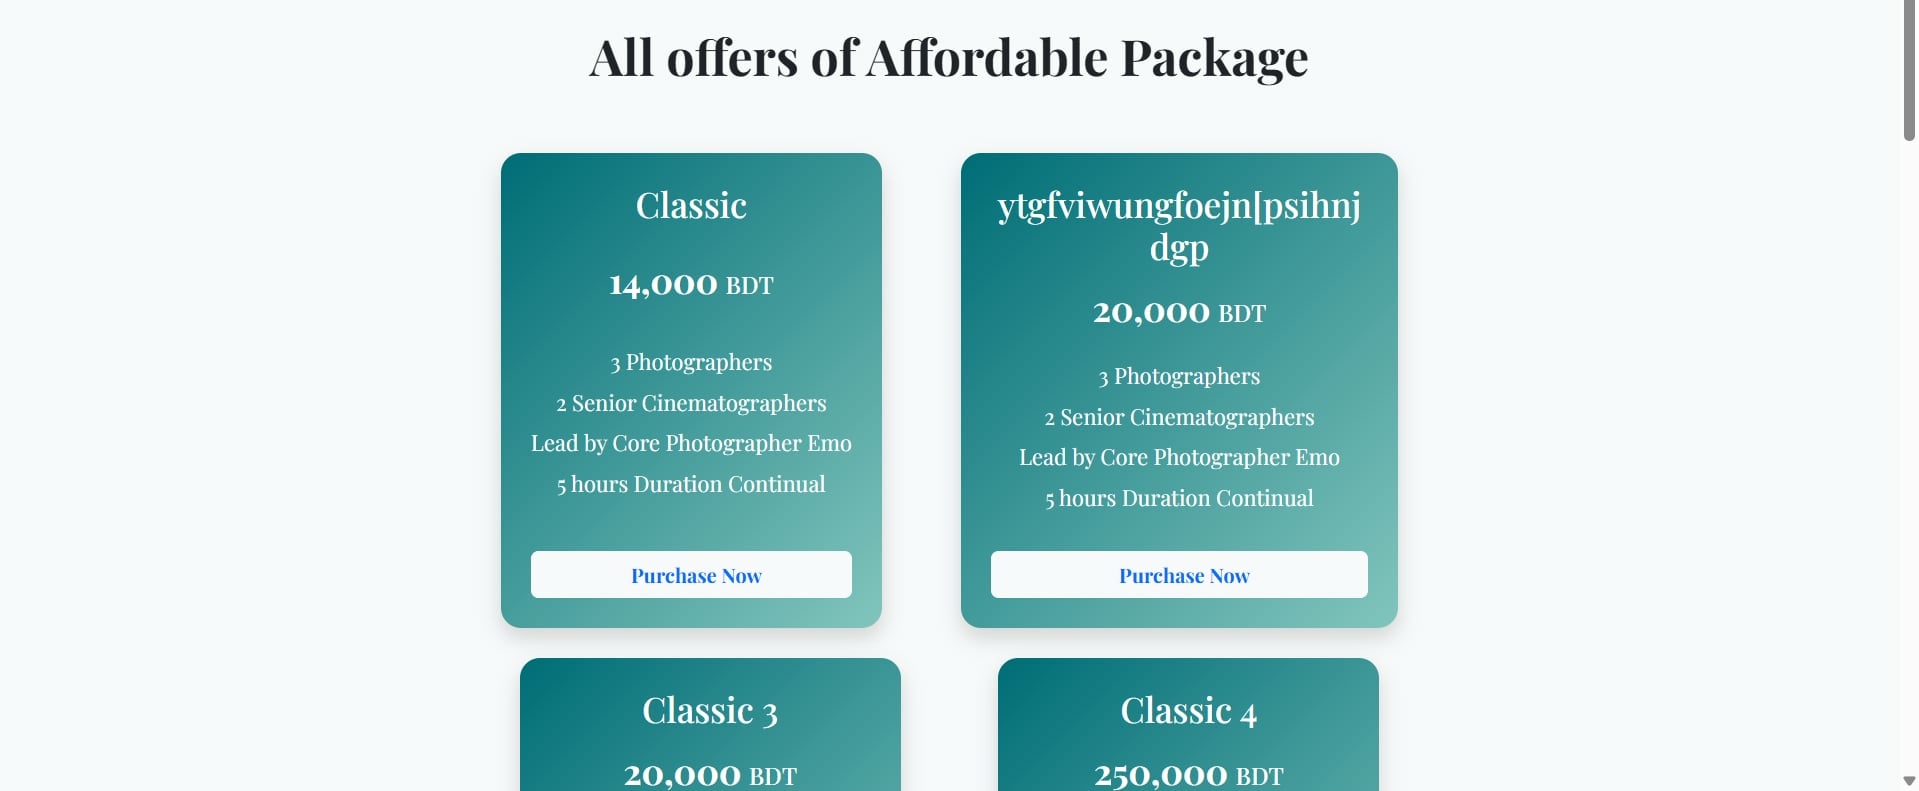 All offers of Affordable Package
Classic
14,000 BDT
3 Photographers
2 Senior Cinematographers
Lead by Core Photographer Emo
5 hours Duration Continual
Purchase Now
ytgfviwungfoejn[psihnj
dgp
20,000 BDT
3 Photographers
2 Senior Cinematographers
Lead by Core Photographer Emo
5 hours Duration Continual
Purchase Now
Classic 3
20,000 BDT
Classic 4
250,000 BDT